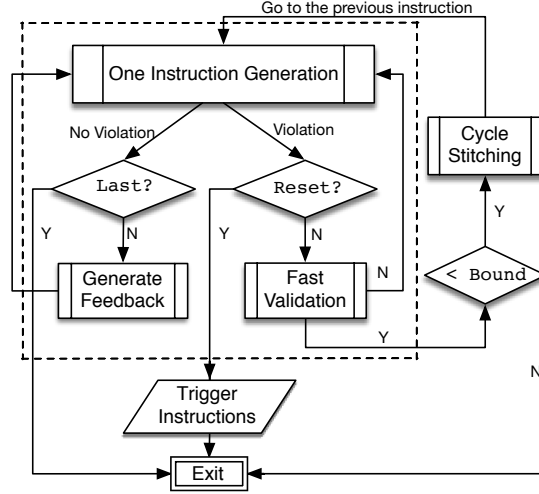 Go to the previous instruction
One Instruction Generation
No Violation
Violation
Cycle
Stitching
Last?
Reset?
Y
N
Y
N
Y
Generate
Feedback
Fast
Validation
N
< Bound
Y
N
Trigger
Instructions
Exit